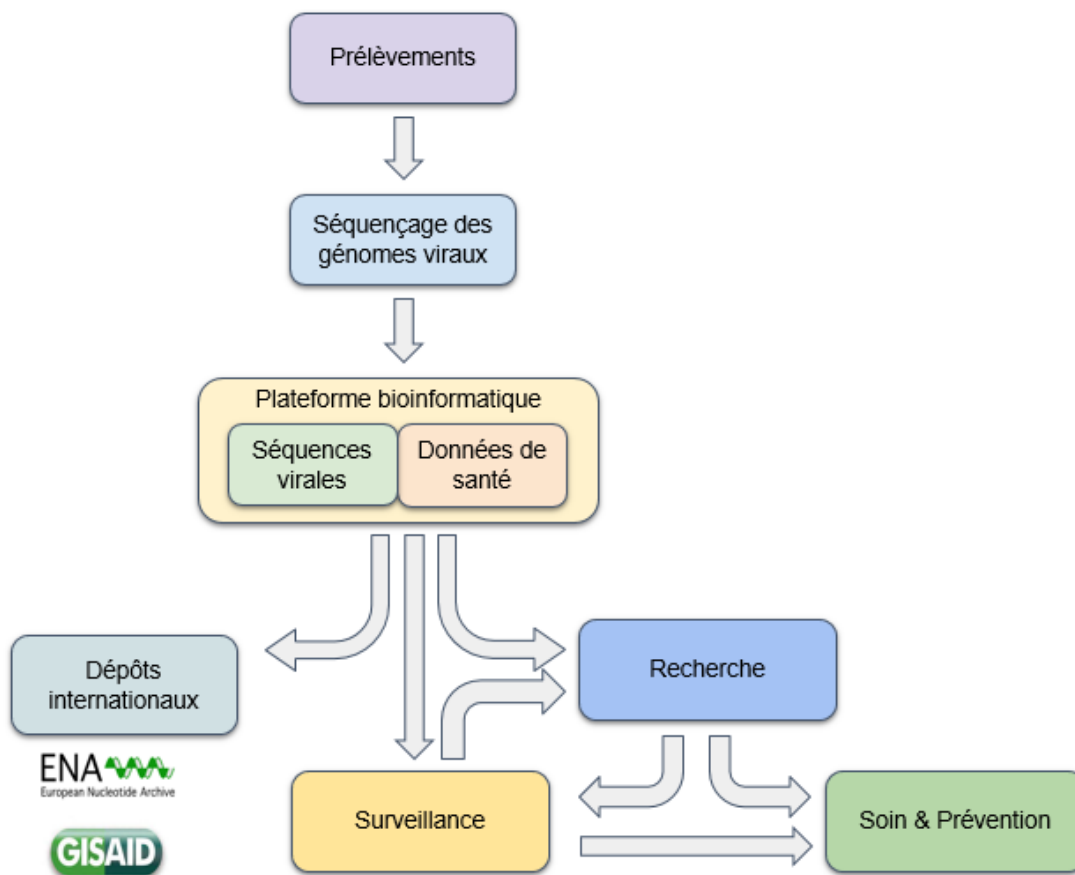 Prélèvements
Séquençage des
génomes viraux
Plateforme bioinformatique
Séquences
virales
Données de
santé
Dépôts
internationaux
Recherche
ENA
European Nucleotide Archive
Surveillance
Soin & Prévention
GISAID